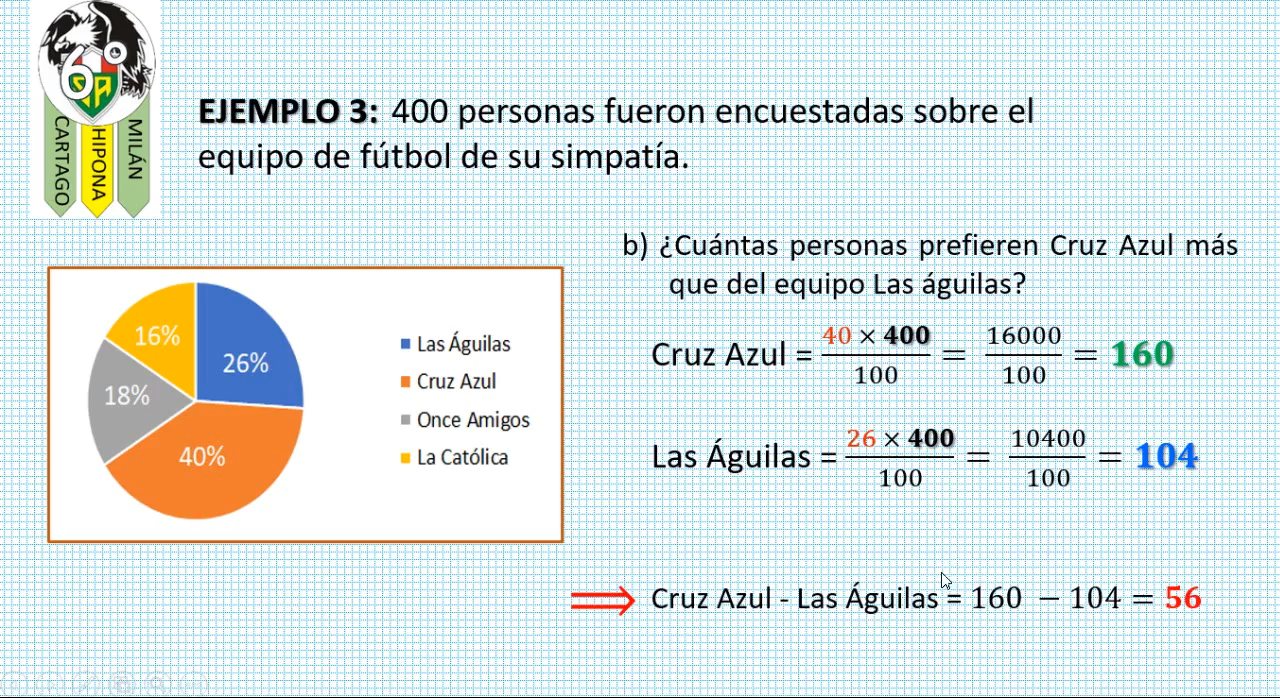 6°
SA
CARTAGO
HIPONA
MILÁN
EJEMPLO 3: 400 personas fueron encuestadas sobre el
equipo de fútbol de su simpatía.
b) ¿Cuántas personas prefieren Cruz Azul más
que del equipo Las águilas?
16%
26%
18%
40%
Las Águilas
Cruz Azul
Once Amigos
La Católica
Cruz Azul = 40 × 400 / 100 = 16000 / 100 = 160
Las Águilas = 26 × 400 / 100 = 10400 / 100 = 104
⟹ Cruz Azul - Las Águilas = 160 − 104 = 56